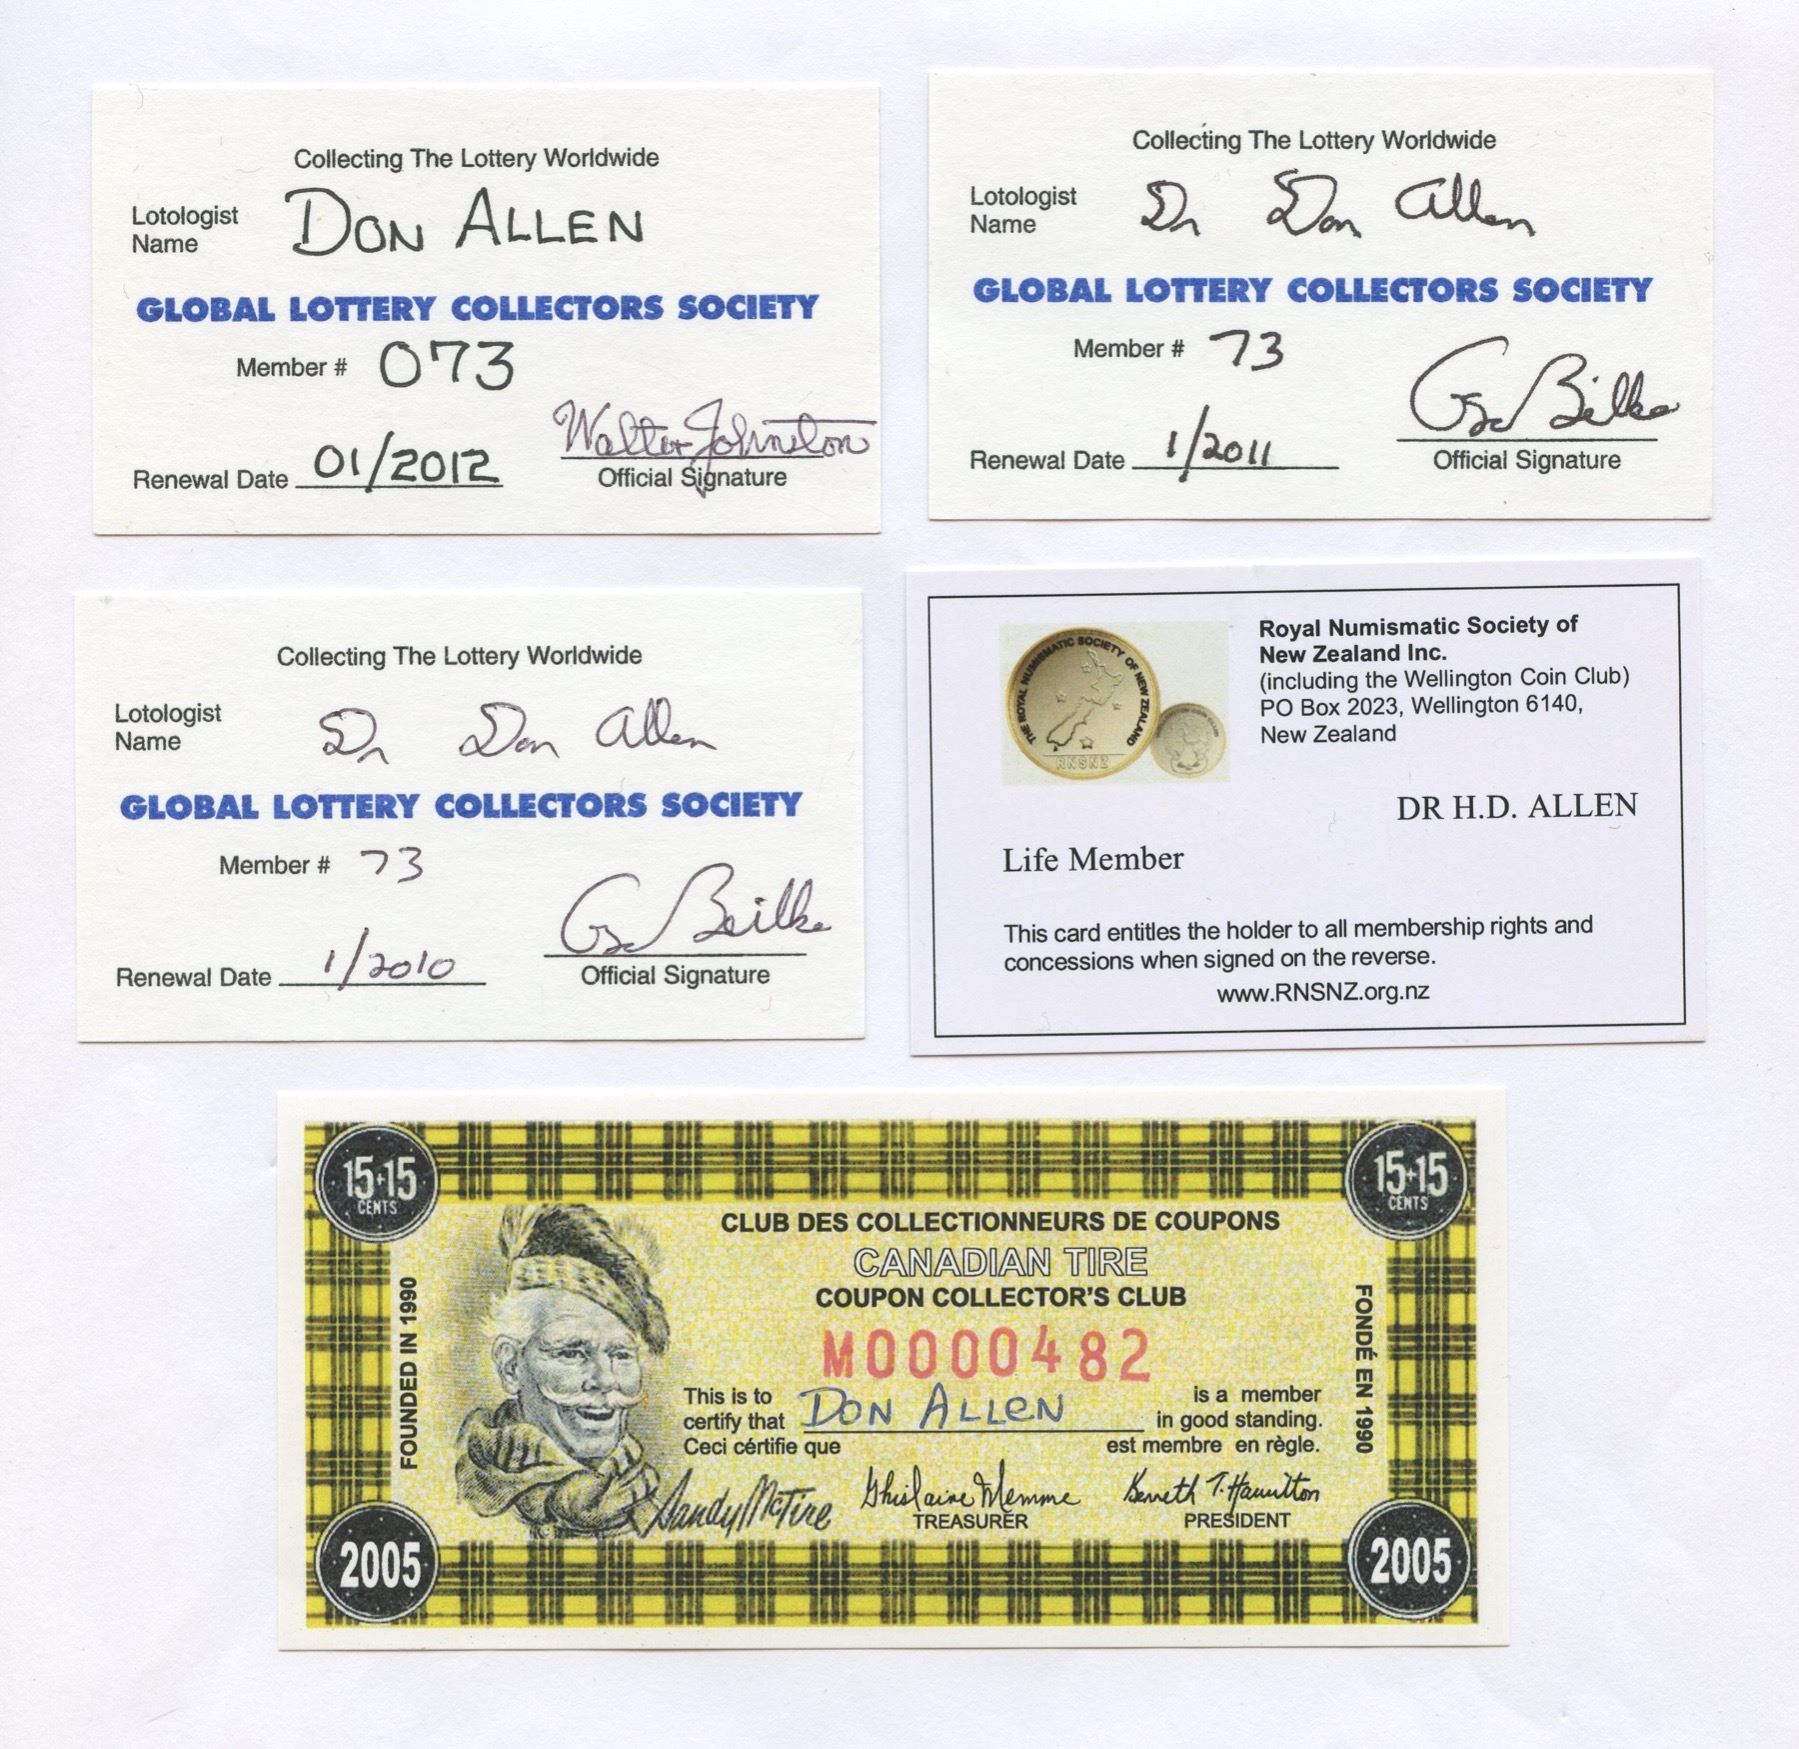 Collecting The Lottery Worldwide
Lotologist
Name
DON ALLEN
GLOBAL LOTTERY COLLECTORS SOCIETY
Member # 073
Walter Johnston
Renewal Date 01/2012
Official Signature
Collecting The Lottery Worldwide
Lotologist
Name
Dr Don Allen
GLOBAL LOTTERY COLLECTORS SOCIETY
Member # 73
Renewal Date 1/2011
Official Signature
Collecting The Lottery Worldwide
Lotologist
Name
Dr Don Allen
GLOBAL LOTTERY COLLECTORS SOCIETY
Member # 73
Renewal Date 1/2010
Official Signature
THE ROYAL NUMISMATIC SOCIETY OF NEW ZEALAND
RNSNZ
Royal Numismatic Society of
New Zealand Inc.
(including the Wellington Coin Club)
PO Box 2023, Wellington 6140,
New Zealand
DR H.D. ALLEN
Life Member
This card entitles the holder to all membership rights and
concessions when signed on the reverse.
www.RNSNZ.org.nz
15+15
CENTS
15+15
CENTS
CLUB DES COLLECTIONNEURS DE COUPONS
CANADIAN TIRE
COUPON COLLECTOR'S CLUB
FOUNDED IN 1990
FONDÉ EN 1990
M0000482
This is to
certify that DON ALLEN is a member
in good standing.
Ceci cértifie que est membre en règle.
Sandy McTire
Ghislaine Memme
TREASURER
Kenneth T. Hamilton
PRESIDENT
2005
2005